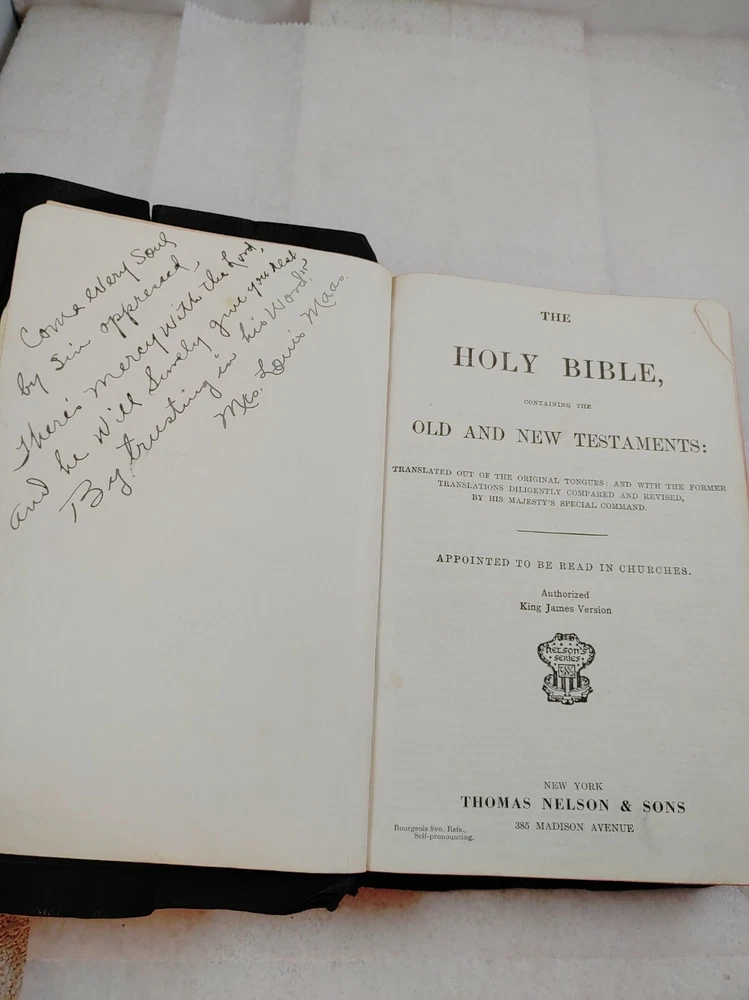 Come every Soul
by Sin oppressed,
There's mercy with the Lord,
and he will Surely give you rest
By trusting in his Word.
Mrs. Louis Maas.
THE
HOLY BIBLE,
CONTAINING THE
OLD AND NEW TESTAMENTS:
TRANSLATED OUT OF THE ORIGINAL TONGUES: AND WITH THE FORMER
TRANSLATIONS DILIGENTLY COMPARED AND REVISED,
BY HIS MAJESTY'S SPECIAL COMMAND.
APPOINTED TO BE READ IN CHURCHES.
Authorized
King James Version
NELSON'S
SERIES
NEW YORK
THOMAS NELSON & SONS
385 MADISON AVENUE
Bourgeois 8vo. Refs.,
Self-pronouncing.